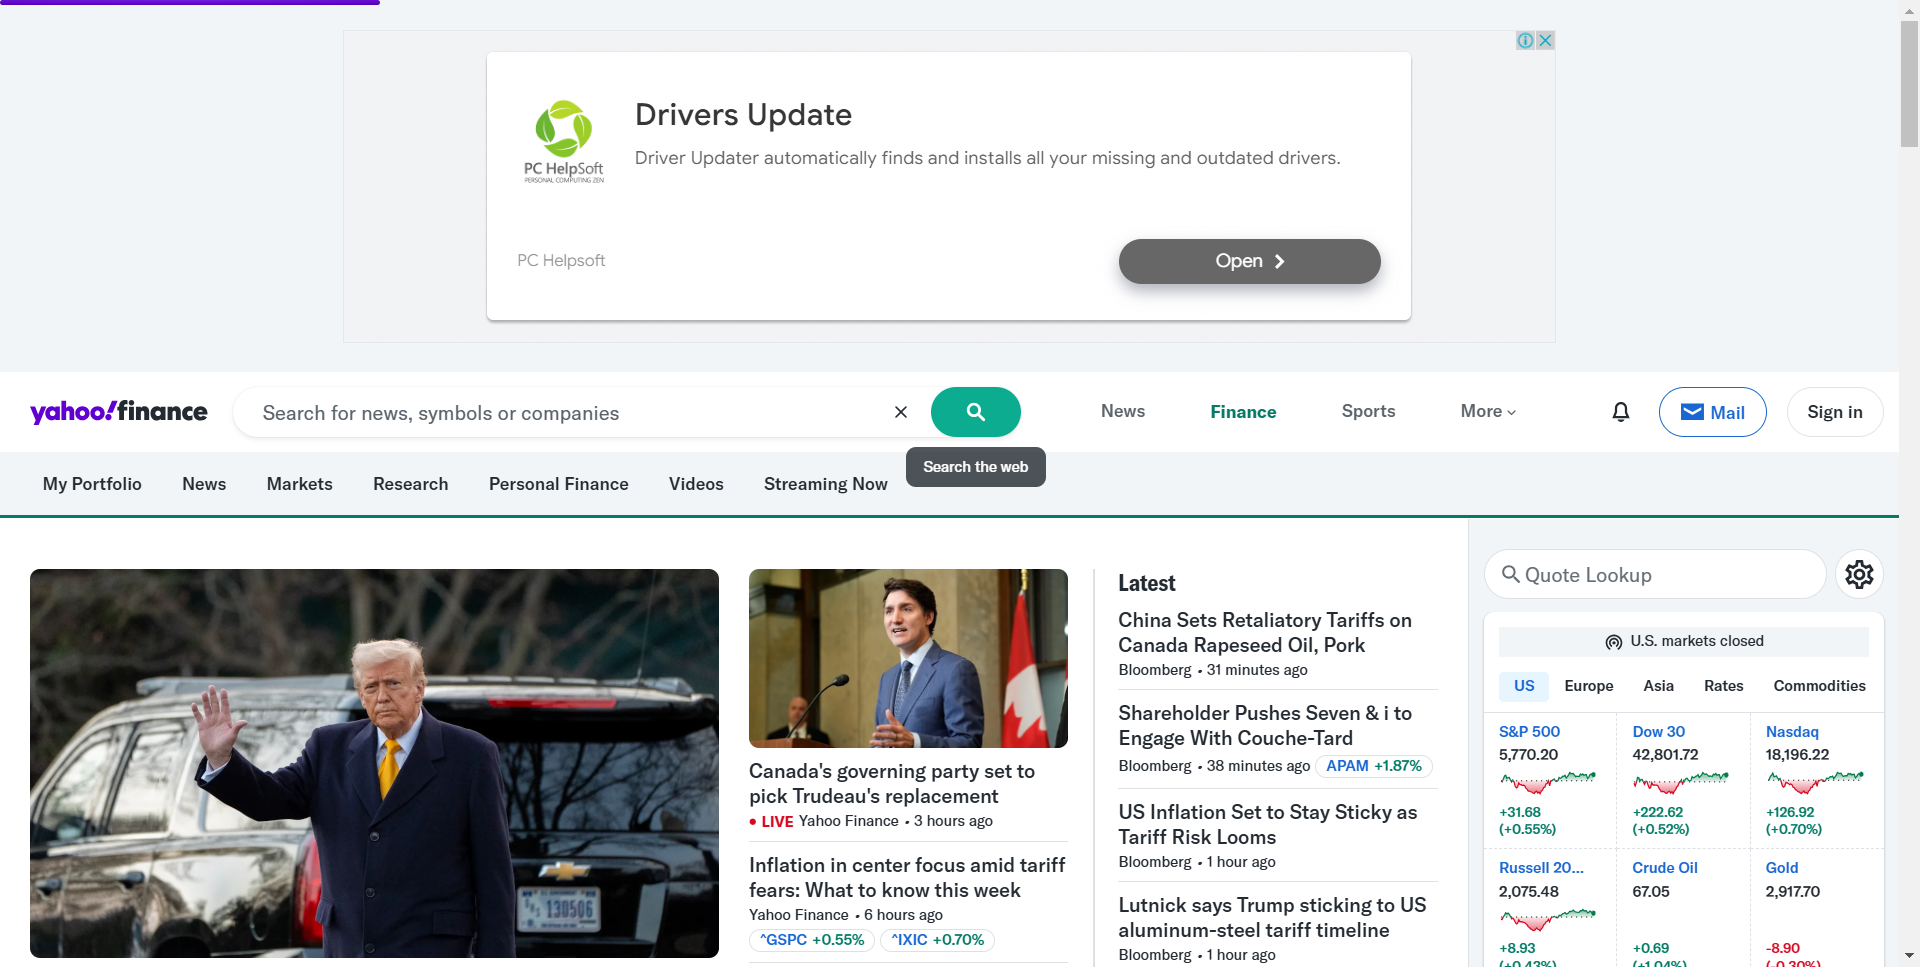 Drivers Update
Driver Updater automatically finds and installs all your missing and outdated drivers.
PC HelpSoft
PERSONAL COMPUTING ZEN
PC Helpsoft
Open
yahoo!finance
Search for news, symbols or companies
News
Finance
Sports
More
Mail
Sign in
Search the web
My Portfolio
News
Markets
Research
Personal Finance
Videos
Streaming Now
130506
Canada's governing party set to
pick Trudeau's replacement
• LIVE Yahoo Finance • 3 hours ago
Inflation in center focus amid tariff
fears: What to know this week
Yahoo Finance • 6 hours ago
^GSPC +0.55%
^IXIC +0.70%
Latest
China Sets Retaliatory Tariffs on
Canada Rapeseed Oil, Pork
Bloomberg • 31 minutes ago
Shareholder Pushes Seven & i to
Engage With Couche-Tard
Bloomberg • 38 minutes ago
APAM +1.87%
US Inflation Set to Stay Sticky as
Tariff Risk Looms
Bloomberg • 1 hour ago
Lutnick says Trump sticking to US
aluminum-steel tariff timeline
Bloomberg • 1 hour ago
Quote Lookup
U.S. markets closed
US
Europe
Asia
Rates
Commodities
S&P 500
5,770.20
+31.68
(+0.55%)
Dow 30
42,801.72
+222.62
(+0.52%)
Nasdaq
18,196.22
+126.92
(+0.70%)
Russell 20...
2,075.48
+8.93
(+0.43%)
Crude Oil
67.05
+0.69
(+1.04%)
Gold
2,917.70
-8.90
(-0.30%)